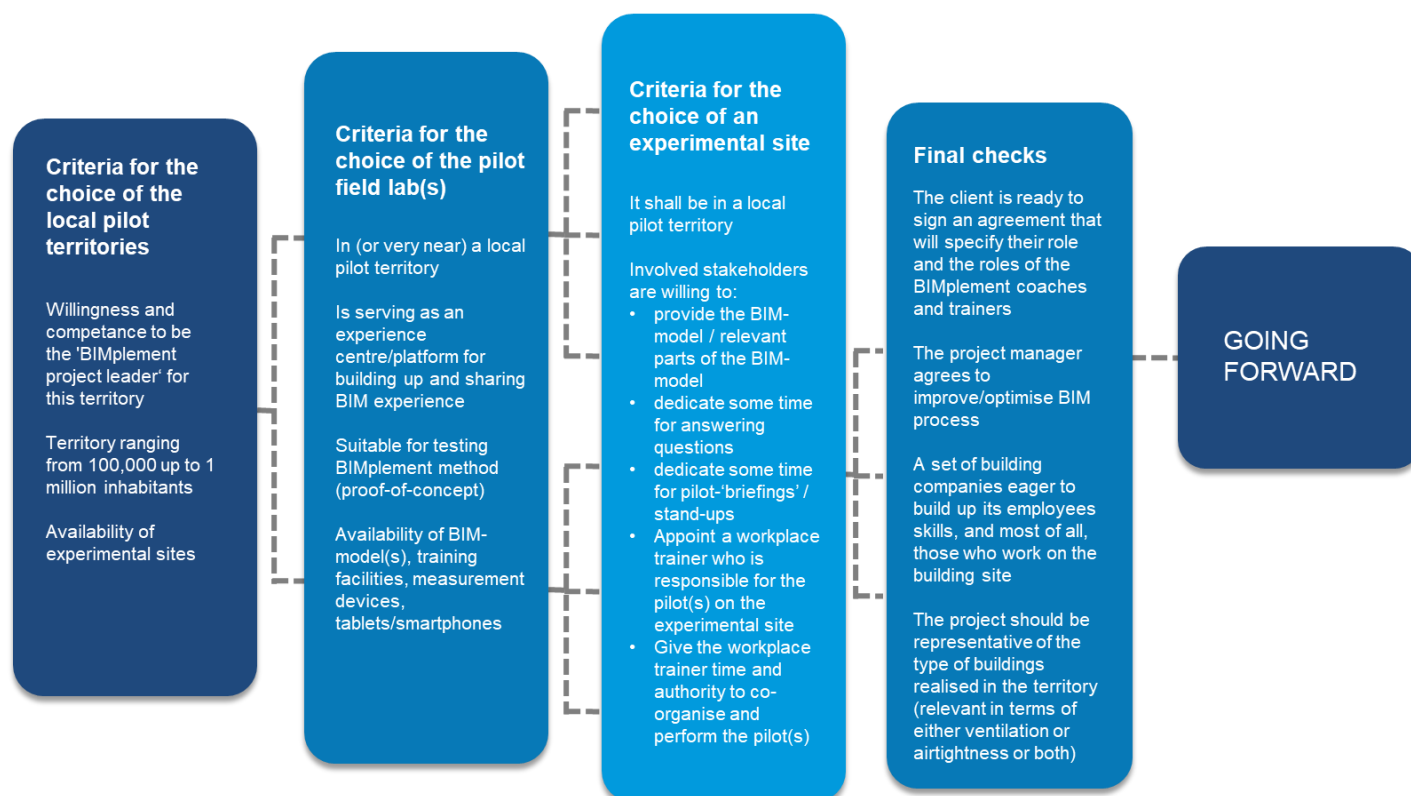 Criteria for the
choice of the
local pilot
territories
Willingness and
competance to be
the 'BIMplement
project leader‘ for
this territory
Territory ranging
from 100,000 up to 1
million inhabitants
Availability of
experimental sites
Criteria for the
choice of the pilot
field lab(s)
In (or very near) a local
pilot territory
Is serving as an
experience
centre/platform for
building up and sharing
BIM experience
Suitable for testing
BIMplement method
(proof-of-concept)
Availability of BIM-
model(s), training
facilities, measurement
devices,
tablets/smartphones
Criteria for the
choice of an
experimental site
It shall be in a local
pilot territory
Involved stakeholders
are willing to:
• provide the BIM-
model / relevant
parts of the BIM-
model
• dedicate some time
for answering
questions
• dedicate some time
for pilot-‘briefings’ /
stand-ups
• Appoint a workplace
trainer who is
responsible for the
pilot(s) on the
experimental site
• Give the workplace
trainer time and
authority to co-
organise and
perform the pilot(s)
Final checks
The client is ready to
sign an agreement that
will specify their role
and the roles of the
BIMplement coaches
and trainers
The project manager
agrees to
improve/optimise BIM
process
A set of building
companies eager to
build up its employees
skills, and most of all,
those who work on the
building site
The project should be
representative of the
type of buildings
realised in the territory
(relevant in terms of
either ventilation or
airtightness or both)
GOING
FORWARD